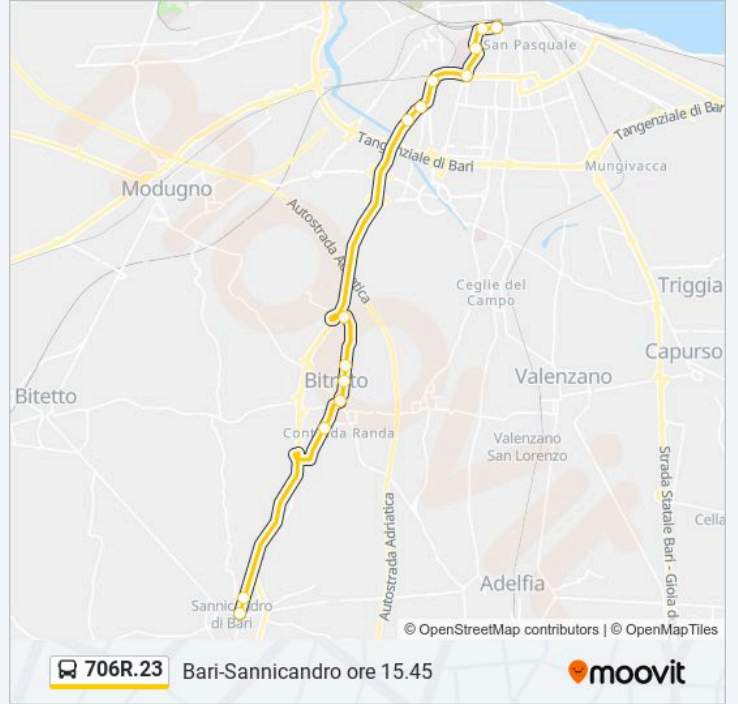 San Pasquale
Tangenziale di Bar
Tangenziale di Bari
Mungivacca
Modugno
Autostrada Adriatica
Ceglie del
Campo
Triggia
Capurso
Bitritto
Valenzano
Bitetto
Contrada Randa
Valenzano
San Lorenzo
Strada Statale Bari - Gioia d
Autostrada Adriatica
Cella
Adelfia
Sannicandro
di Bari
© OpenStreetMap contributors | © OpenMapTiles
706R.23 Bari-Sannicandro ore 15.45
moovit